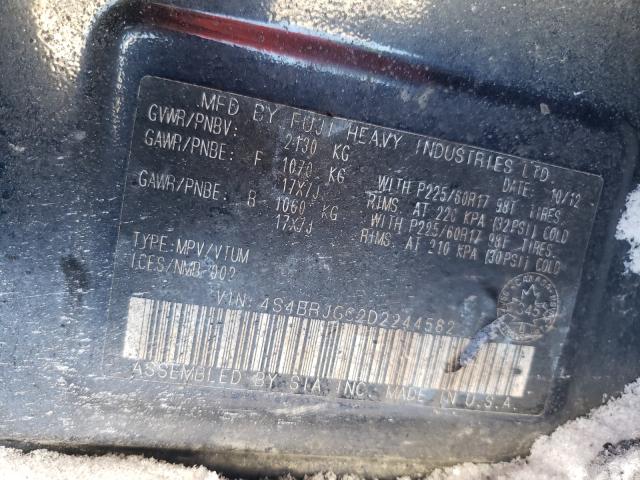 MFD BY FUJI HEAVY INDUSTRIES LTD. DATE: 10/12
GVWR/PNBV: 2130 KG
GAWR/PNBE: F 1070 KG WITH P225/60R17 98T TIRES
17X7J RIMS AT 220 KPA (32PSI) COLD
GAWR/PNBE: R 1060 KG WITH P225/60R17 98T TIRES
17X7J RIMS AT 210 KPA (30PSI) COLD
TYPE: MPV/VTUM
ICES/NMB-002
VIN: 4S4BRJGC2D2244582
ASSEMBLED BY SIA, INC. MADE IN U.S.A.